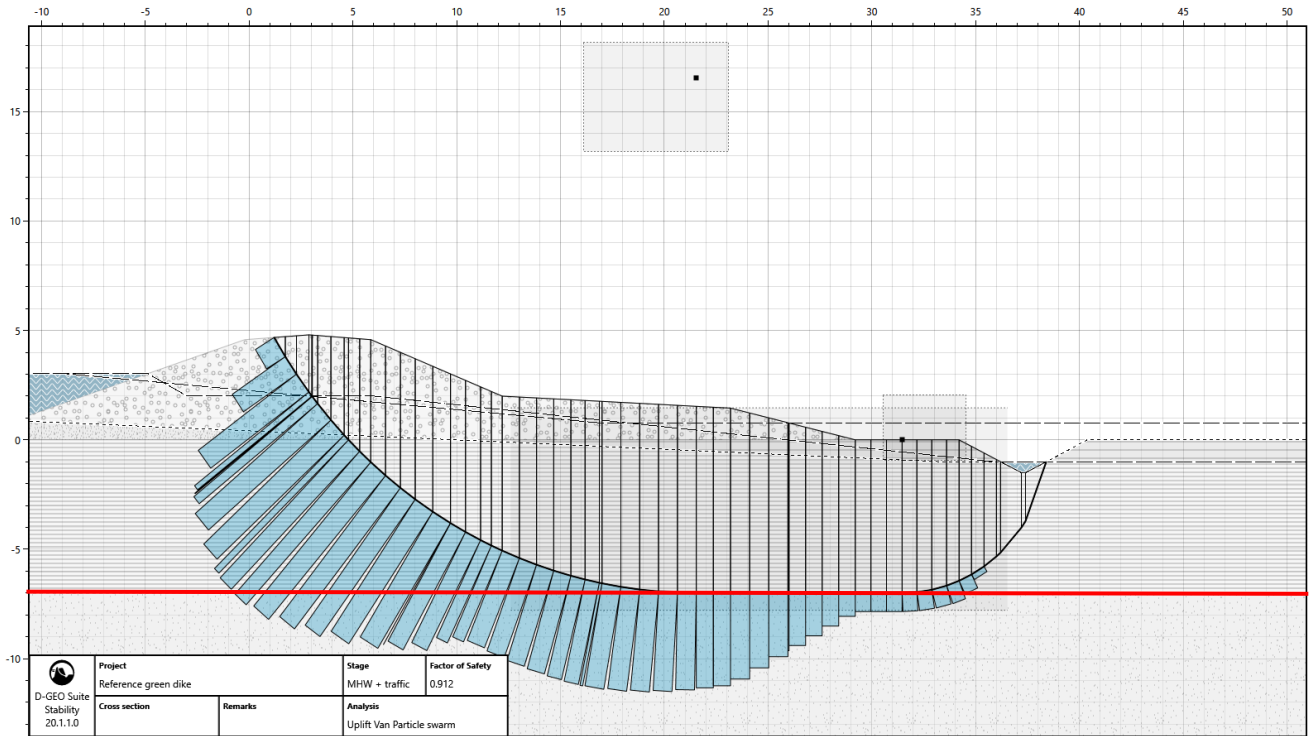 -10 -5 0 5 10 15 20 25 30 35 40 45 50
15
10
5
0
-5
-10
D-GEO Suite
Stability
20.1.1.0
Project
Reference green dike
Stage
MHW + traffic
Factor of Safety
0.912
Cross section
Remarks
Analysis
Uplift Van Particle swarm